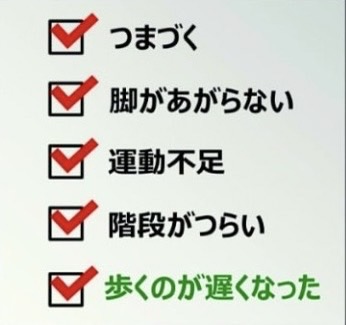 つまづく
脚があがらない
運動不足
階段がつらい
歩くのが遅くなった